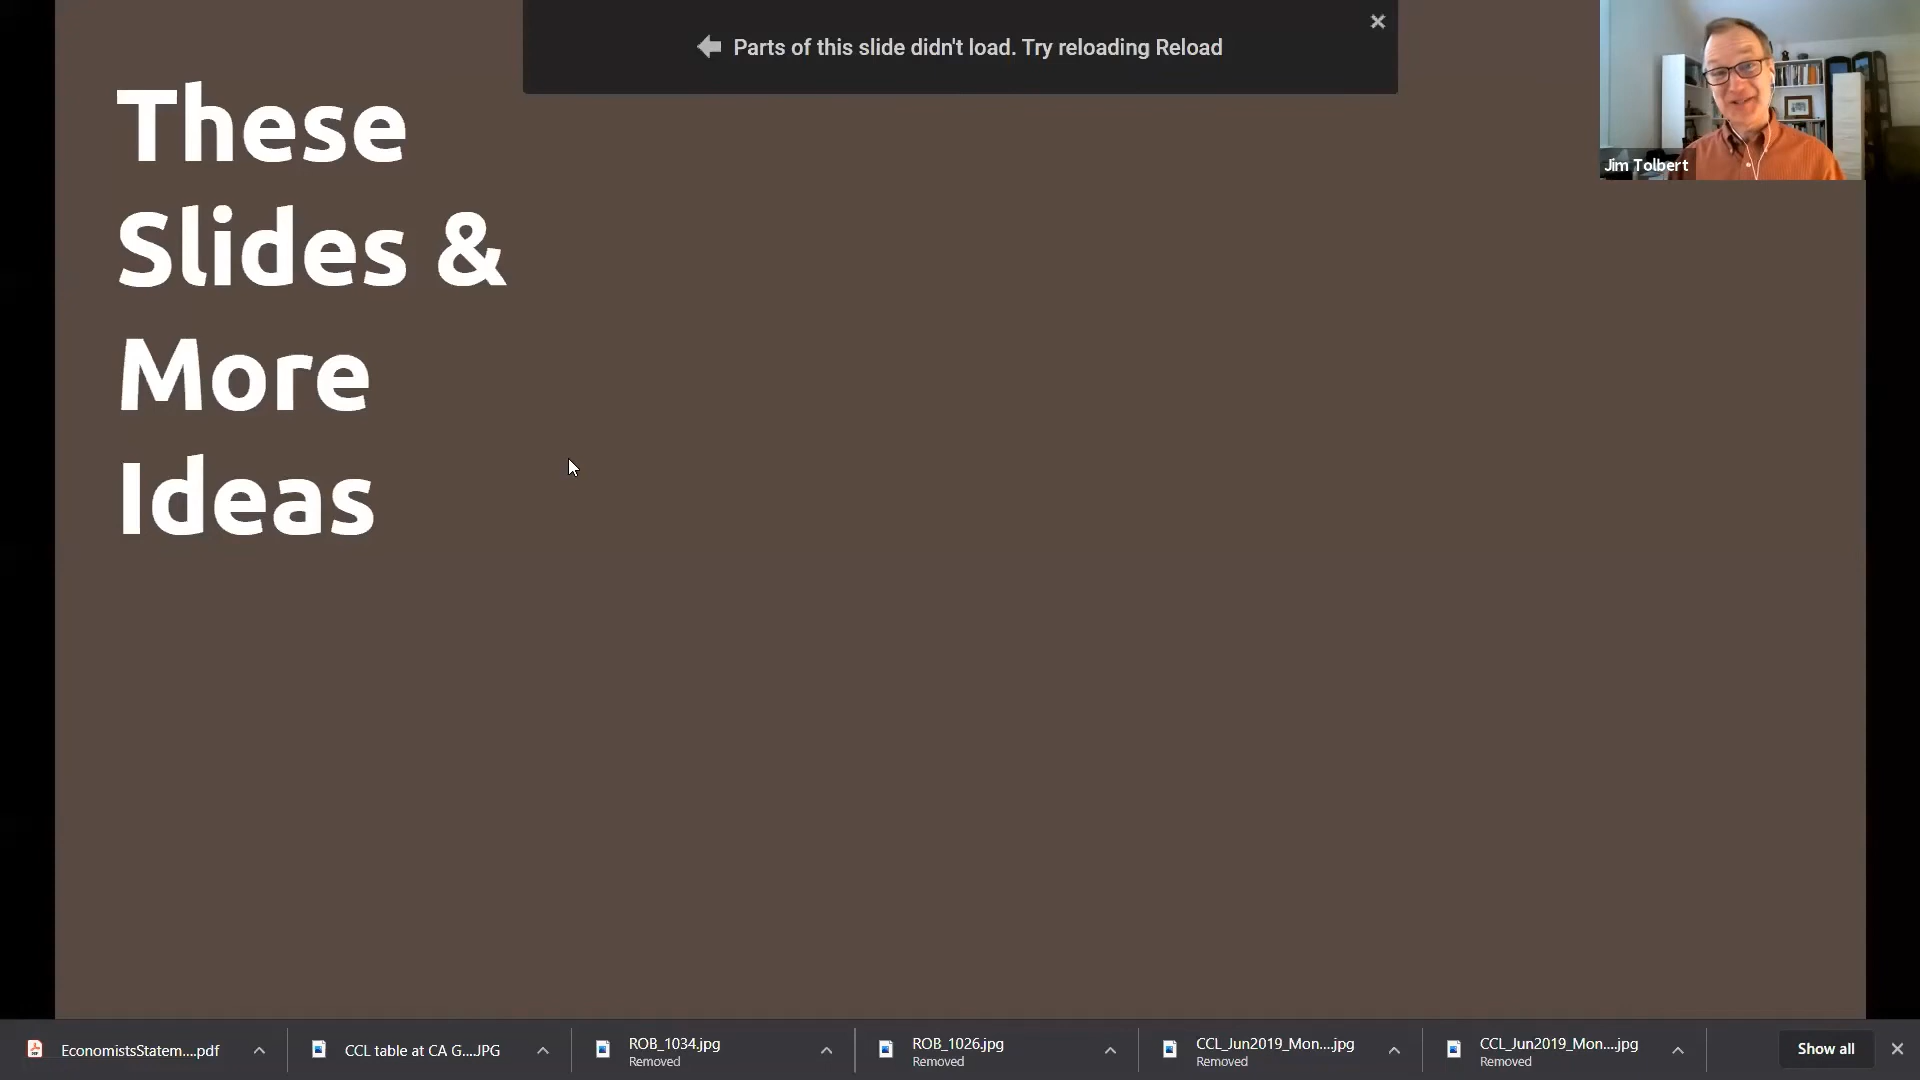 Parts of this slide didn't load. Try reloading Reload
These
Slides &
More
Ideas
Jim Tolbert
EconomistsStatem....pdf
CCL table at CA G....JPG
ROB_1034.jpg
Removed
ROB_1026.jpg
Removed
CCL_Jun2019_Mon....jpg
Removed
CCL_Jun2019_Mon....jpg
Removed
Show all